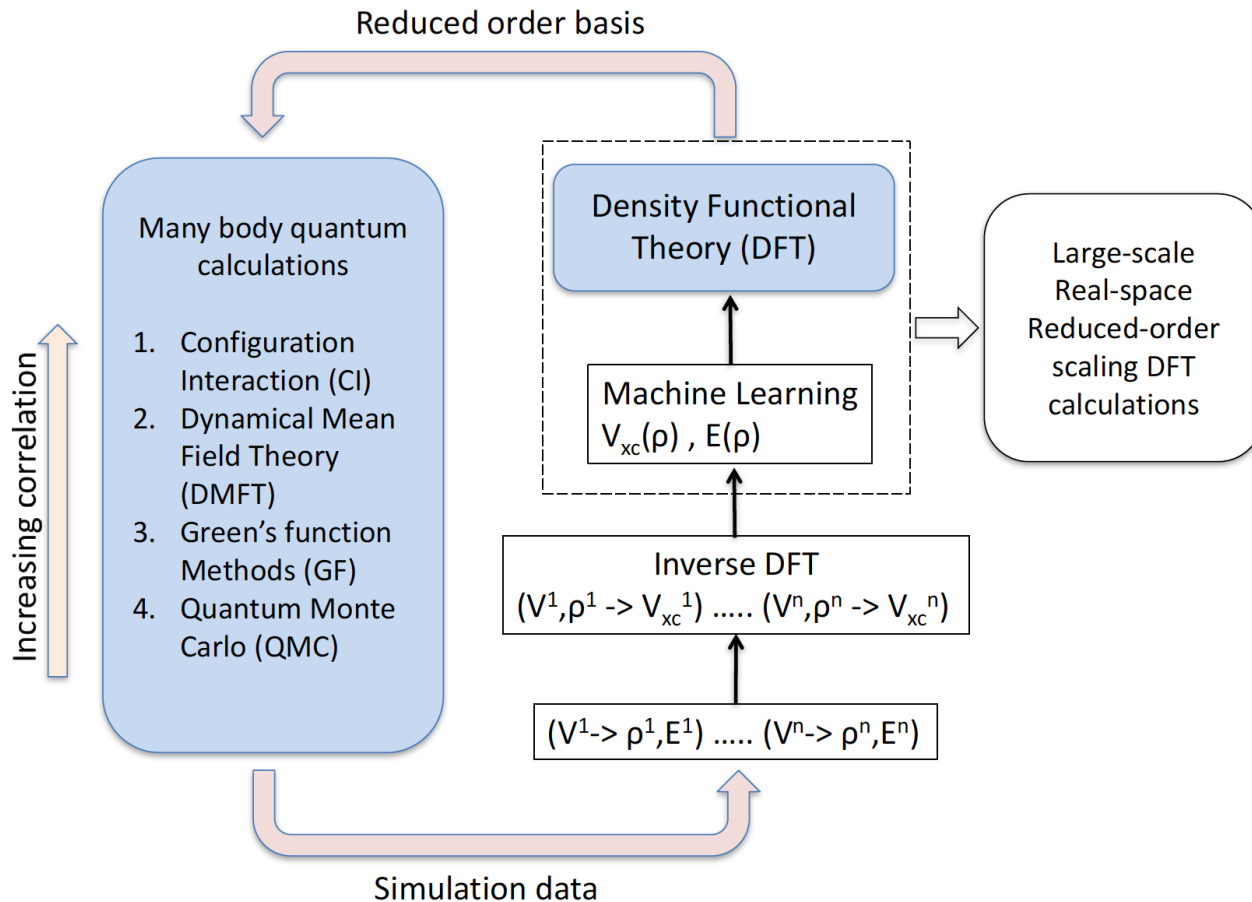 Reduced order basis
Many body quantum
calculations
1. Configuration
Interaction (CI)
2. Dynamical Mean
Field Theory
(DMFT)
3. Green’s function
Methods (GF)
4. Quantum Monte
Carlo (QMC)
Increasing correlation
Density Functional
Theory (DFT)
Machine Learning
Vxc(ρ) , E(ρ)
Inverse DFT
(V¹,ρ¹ -> Vxc¹) ..... (Vⁿ,ρⁿ -> Vxcⁿ)
(V¹-> ρ¹,E¹) ..... (Vⁿ-> ρⁿ,Eⁿ)
Large-scale
Real-space
Reduced-order
scaling DFT
calculations
Simulation data